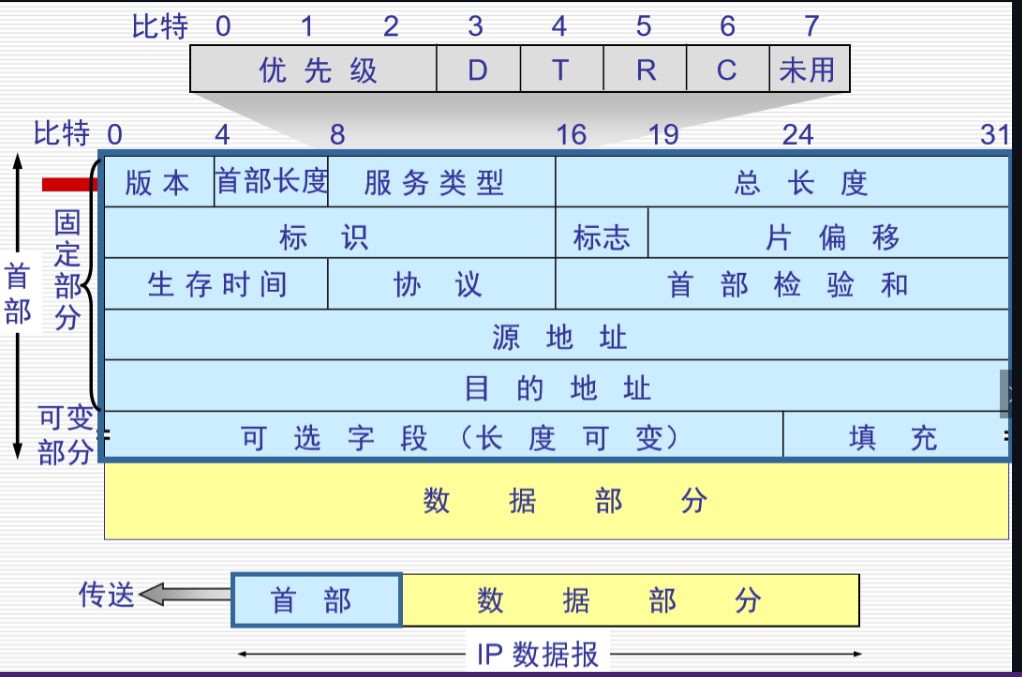 比特 0 1 2 3 4 5 6 7
优先级 D T R C 未用
比特 0 4 8 16 19 24 31
版本 首部长度 服务类型 总长度
标识 标志 片偏移
生存时间 协议 首部检验和
源地址
目的地址
可选字段（长度可变） 填充
首部
固定部分
可变
部分
数据部分
传送 首部 数据部分
IP 数据报